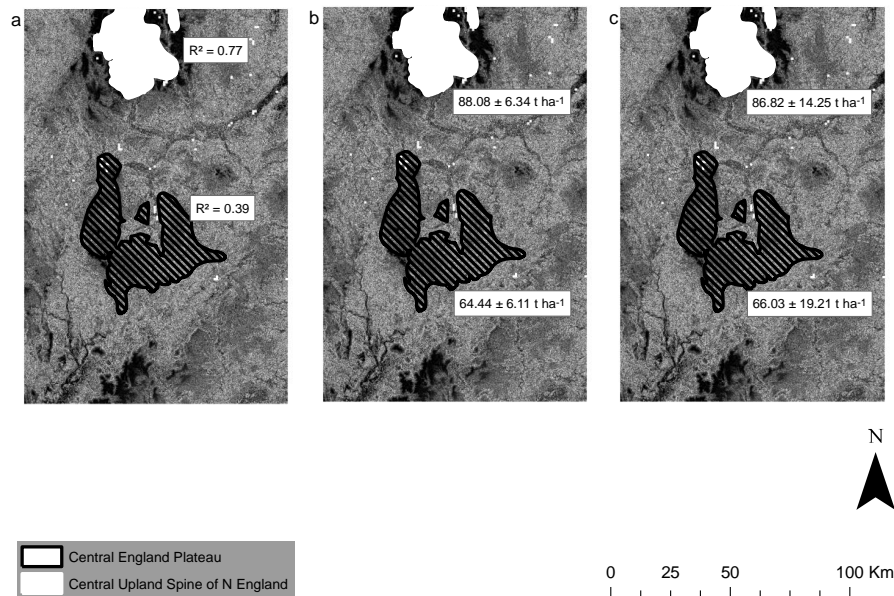 a
b
c
R² = 0.77
88.08 ± 6.34 t ha-1
86.82 ± 14.25 t ha-1
R² = 0.39
64.44 ± 6.11 t ha-1
66.03 ± 19.21 t ha-1
N
Central England Plateau
Central Upland Spine of N England
0 25 50 100 Km